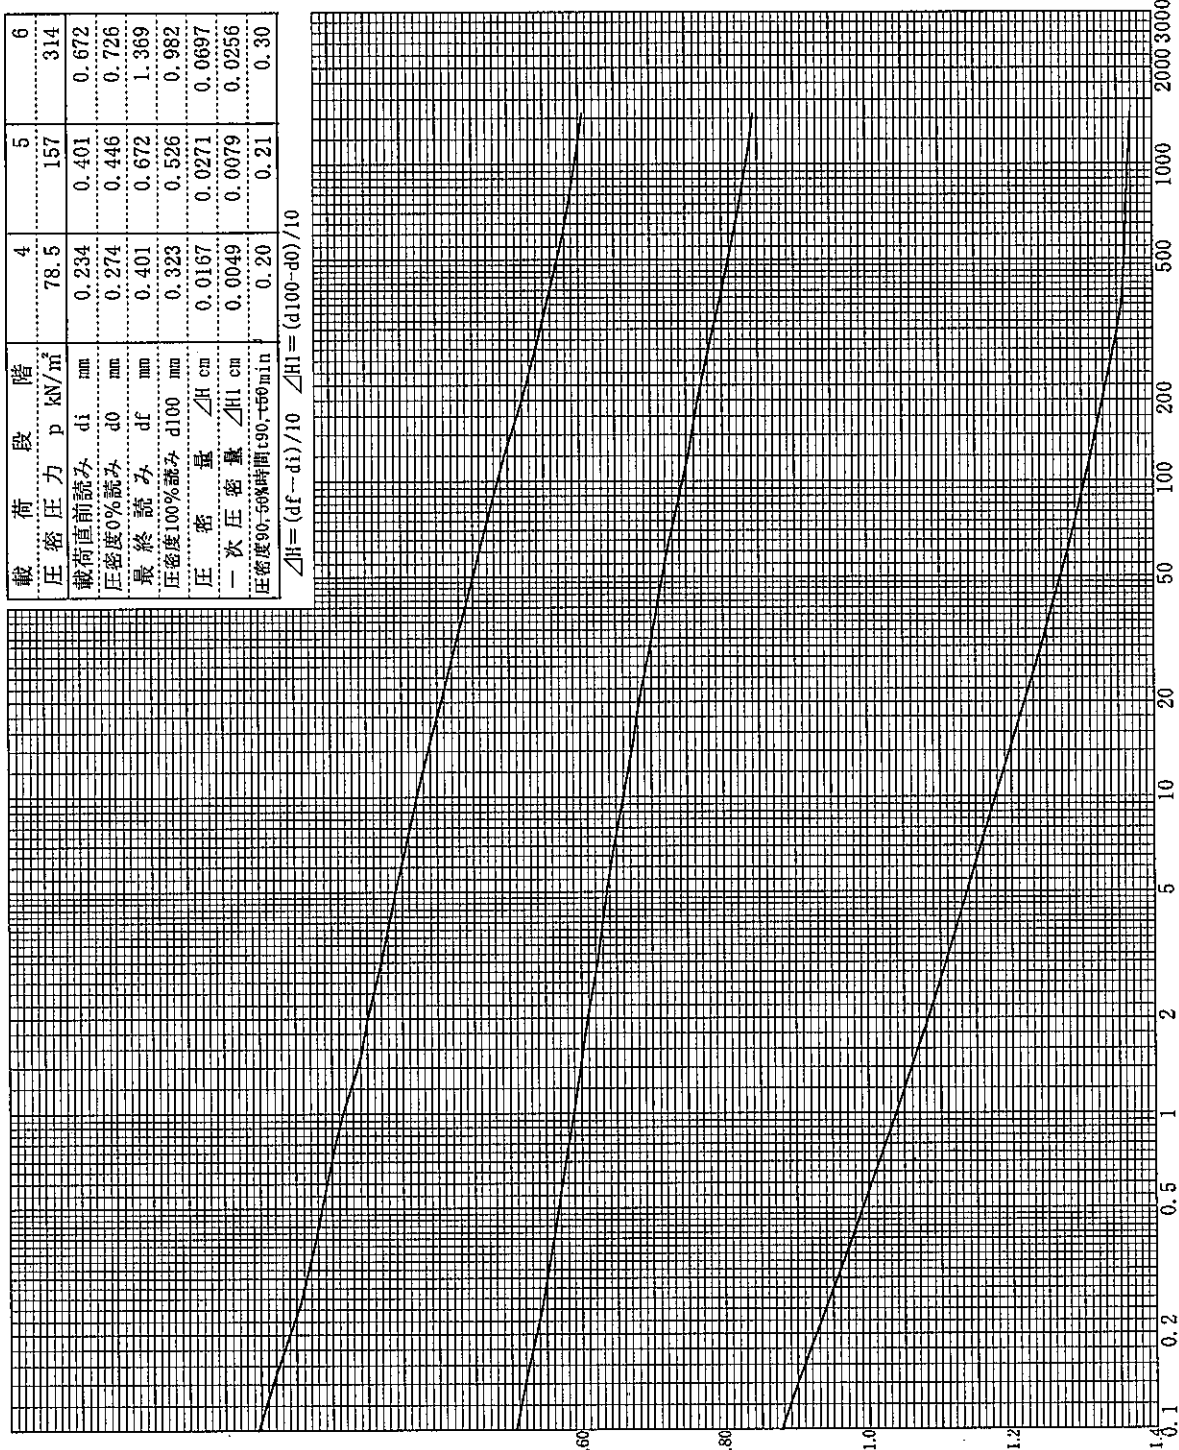 載荷段階 4 5 6
圧密圧力 p kN/㎡ 78.5 157 314
載荷直前読み di mm 0.234 0.401 0.672
圧密度0%読み d0 mm 0.274 0.446 0.726
最終読み df mm 0.401 0.672 1.369
圧密度100%読み d100 mm 0.323 0.526 0.982
圧密量 ⊿H cm 0.0167 0.0271 0.0697
一次圧密量 ⊿H1 cm 0.0049 0.0079 0.0256
圧密度90,50%時間t90,t50min 0.20 0.21 0.30
⊿H=(df-di)/10 ⊿H1=(d100-d0)/10
.60
.80
1.0
1.2
1.4
0.1 0.2 0.5 1 2 5 10 20 50 100 200 500 1000 2000 3000